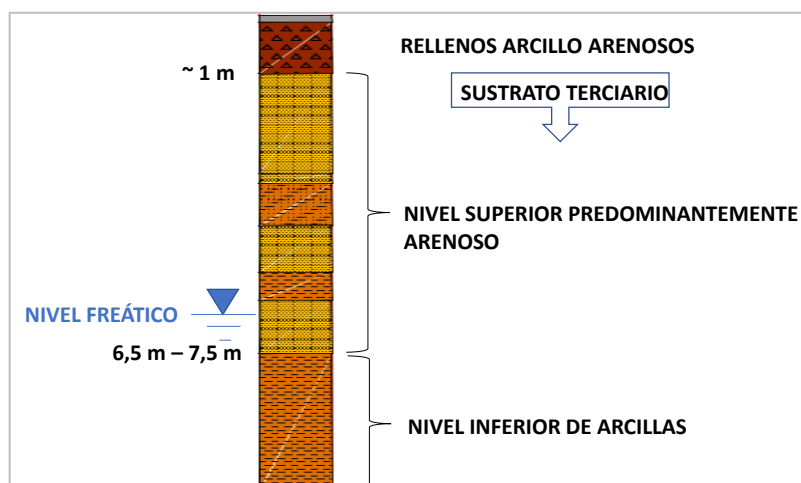 RELLENOS ARCILLO ARENOSOS
~ 1 m
SUSTRATO TERCIARIO
NIVEL SUPERIOR PREDOMINANTEMENTE
ARENOSO
NIVEL FREÁTICO
6,5 m – 7,5 m
NIVEL INFERIOR DE ARCILLAS